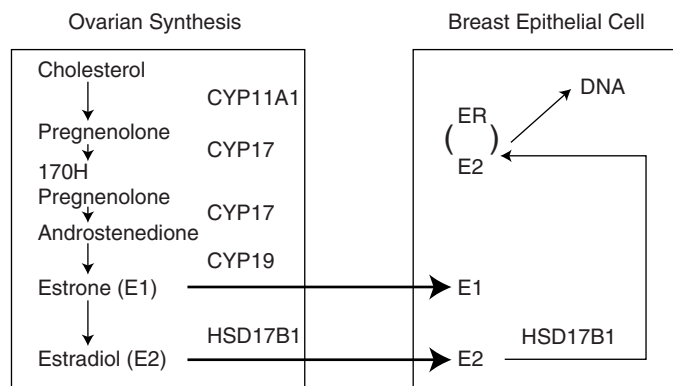 Ovarian Synthesis
Cholesterol
CYP11A1
Pregnenolone
CYP17
170H
Pregnenolone
CYP17
Androstenedione
CYP19
Estrone (E1)
HSD17B1
Estradiol (E2)
Breast Epithelial Cell
DNA
( ER )
E2
E1
E2
HSD17B1